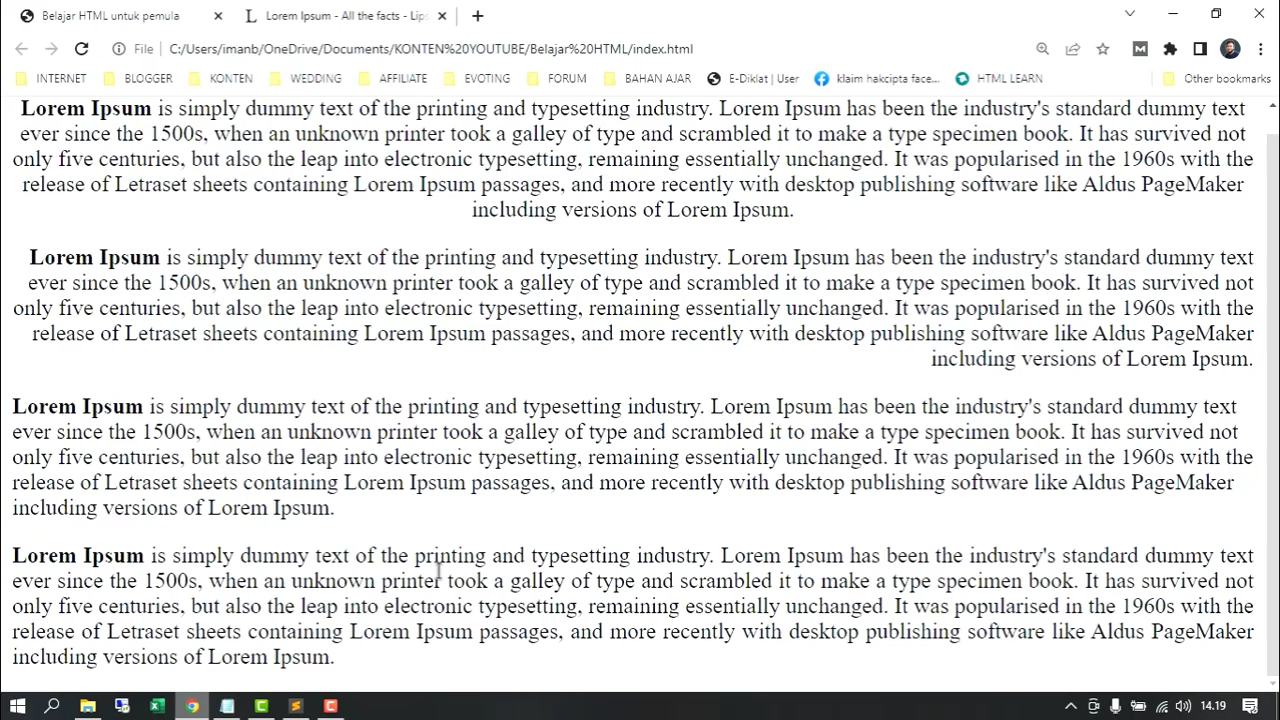 Belajar HTML untuk pemula
Lorem Ipsum - All the facts - Lips
File
C:/Users/imanb/OneDrive/Documents/KONTEN%20YOUTUBE/Belajar%20HTML/index.html
INTERNET BLOGGER KONTEN WEDDING AFFILIATE EVOTING FORUM BAHAN AJAR E-Diklat | User klaim hakcipta face... HTML LEARN Other bookmarks
Lorem Ipsum is simply dummy text of the printing and typesetting industry. Lorem Ipsum has been the industry's standard dummy text
ever since the 1500s, when an unknown printer took a galley of type and scrambled it to make a type specimen book. It has survived not
only five centuries, but also the leap into electronic typesetting, remaining essentially unchanged. It was popularised in the 1960s with the
release of Letraset sheets containing Lorem Ipsum passages, and more recently with desktop publishing software like Aldus PageMaker
including versions of Lorem Ipsum.
Lorem Ipsum is simply dummy text of the printing and typesetting industry. Lorem Ipsum has been the industry's standard dummy text
ever since the 1500s, when an unknown printer took a galley of type and scrambled it to make a type specimen book. It has survived not
only five centuries, but also the leap into electronic typesetting, remaining essentially unchanged. It was popularised in the 1960s with the
release of Letraset sheets containing Lorem Ipsum passages, and more recently with desktop publishing software like Aldus PageMaker
including versions of Lorem Ipsum.
Lorem Ipsum is simply dummy text of the printing and typesetting industry. Lorem Ipsum has been the industry's standard dummy text
ever since the 1500s, when an unknown printer took a galley of type and scrambled it to make a type specimen book. It has survived not
only five centuries, but also the leap into electronic typesetting, remaining essentially unchanged. It was popularised in the 1960s with the
release of Letraset sheets containing Lorem Ipsum passages, and more recently with desktop publishing software like Aldus PageMaker
including versions of Lorem Ipsum.
Lorem Ipsum is simply dummy text of the printing and typesetting industry. Lorem Ipsum has been the industry's standard dummy text
ever since the 1500s, when an unknown printer took a galley of type and scrambled it to make a type specimen book. It has survived not
only five centuries, but also the leap into electronic typesetting, remaining essentially unchanged. It was popularised in the 1960s with the
release of Letraset sheets containing Lorem Ipsum passages, and more recently with desktop publishing software like Aldus PageMaker
including versions of Lorem Ipsum.
14.19